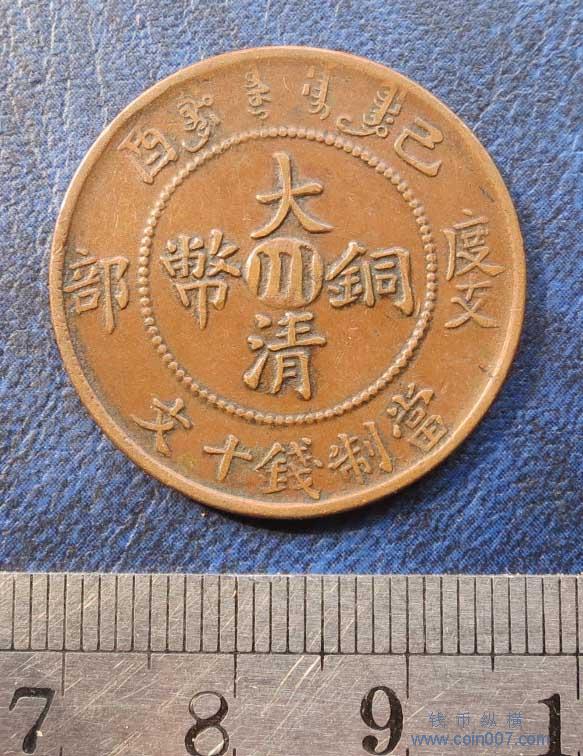 己酉
度支部
大清銅幣
川
當制錢十文
7 8 9 1
钱币纵横
www.coin007.com